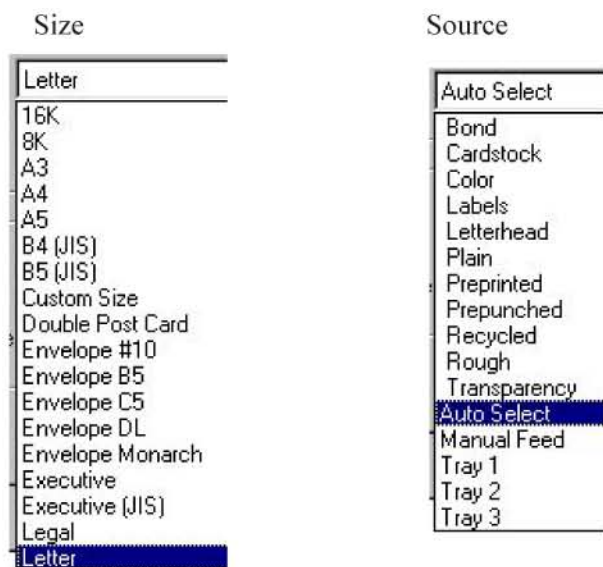 Size
Letter
16K
8K
A3
A4
A5
B4 (JIS)
B5 (JIS)
Custom Size
Double Post Card
Envelope #10
Envelope B5
Envelope C5
Envelope DL
Envelope Monarch
Executive
Executive (JIS)
Legal
Letter
Source
Auto Select
Bond
Cardstock
Color
Labels
Letterhead
Plain
Preprinted
Prepunched
Recycled
Rough
Transparency
Auto Select
Manual Feed
Tray 1
Tray 2
Tray 3